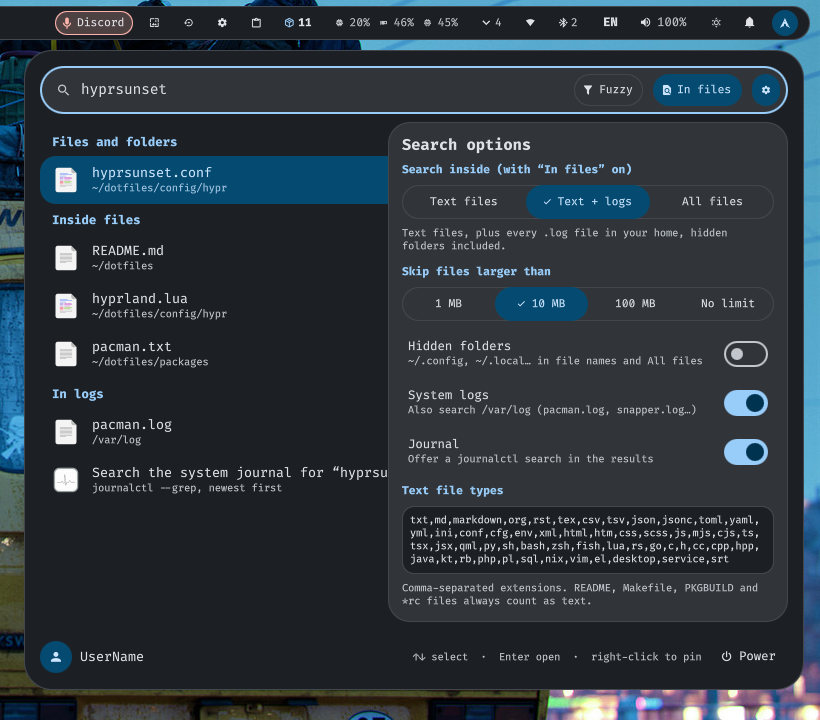 Discord
11
20%
46%
45%
4
2
EN
100%
hyprsunset
Fuzzy
In files
Files and folders
hyprsunset.conf
~/dotfiles/config/hypr
Inside files
README.md
~/dotfiles
hyprland.lua
~/dotfiles/config/hypr
pacman.txt
~/dotfiles/packages
In logs
pacman.log
/var/log
Search the system journal for “hyprsu
journalctl --grep, newest first
Search options
Search inside (with “In files” on)
Text files
✓ Text + logs
All files
Text files, plus every .log file in your home, hidden
folders included.
Skip files larger than
1 MB
✓ 10 MB
100 MB
No limit
Hidden folders
~/.config, ~/.local… in file names and All files
System logs
Also search /var/log (pacman.log, snapper.log…)
Journal
Offer a journalctl search in the results
Text file types
txt,md,markdown,org,rst,tex,csv,tsv,json,jsonc,toml,yaml,
yml,ini,conf,cfg,env,xml,html,htm,css,scss,js,mjs,cjs,ts,
tsx,jsx,qml,py,sh,bash,zsh,fish,lua,rs,go,c,h,cc,cpp,hpp,
java,kt,rb,php,pl,sql,nix,vim,el,desktop,service,srt
Comma-separated extensions. README, Makefile, PKGBUILD and
*rc files always count as text.
UserName
↑↓ select · Enter open · right-click to pin
Power